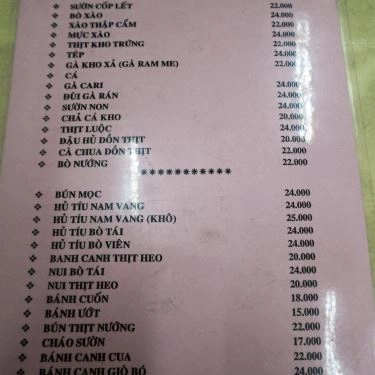 ❖ SƯỜN CỐP LẾT 22.000
❖ BÒ XÀO 24.000
❖ XÀO THẬP CẨM 22.000
❖ MỰC XÀO 24.000
❖ THỊT KHO TRỨNG 22.000
❖ TÉP
❖ GÀ KHO XẢ (GÀ RAM ME) 22.000
❖ CÁ
❖ GÀ CARI 24.000
❖ ĐÙI GÀ RÁN 24.000
❖ SƯỜN NON 24.000
❖ CHẢ CÁ KHO 20.000
❖ THỊT LUỘC 24.000
❖ ĐẬU HỦ DỒN THỊT 20.000
❖ CÀ CHUA DỒN THỊT 22.000
❖ BÒ NƯỚNG 22.000
***********
❖ BÚN MỌC 24.000
❖ HỦ TÍU NAM VANG 24.000
❖ HỦ TÍU NAM VANG (KHÔ) 25.000
❖ HỦ TÍU BÒ TÁI 24.000
❖ HỦ TÍU BÒ VIÊN 24.000
❖ BANH CANH THỊT HEO 20.000
❖ NUI BÒ TÁI 24.000
❖ NUI THỊT HEO 20.000
❖ BÁNH CUỐN 18.000
❖ BÁNH ƯỚT 15.000
❖ BÚN THỊT NƯỚNG 22.000
❖ CHÁO SƯỜN 17.000
❖ BÁNH CANH CUA 22.000
❖ BÁNH CANH GIÒ BÓ 24.000